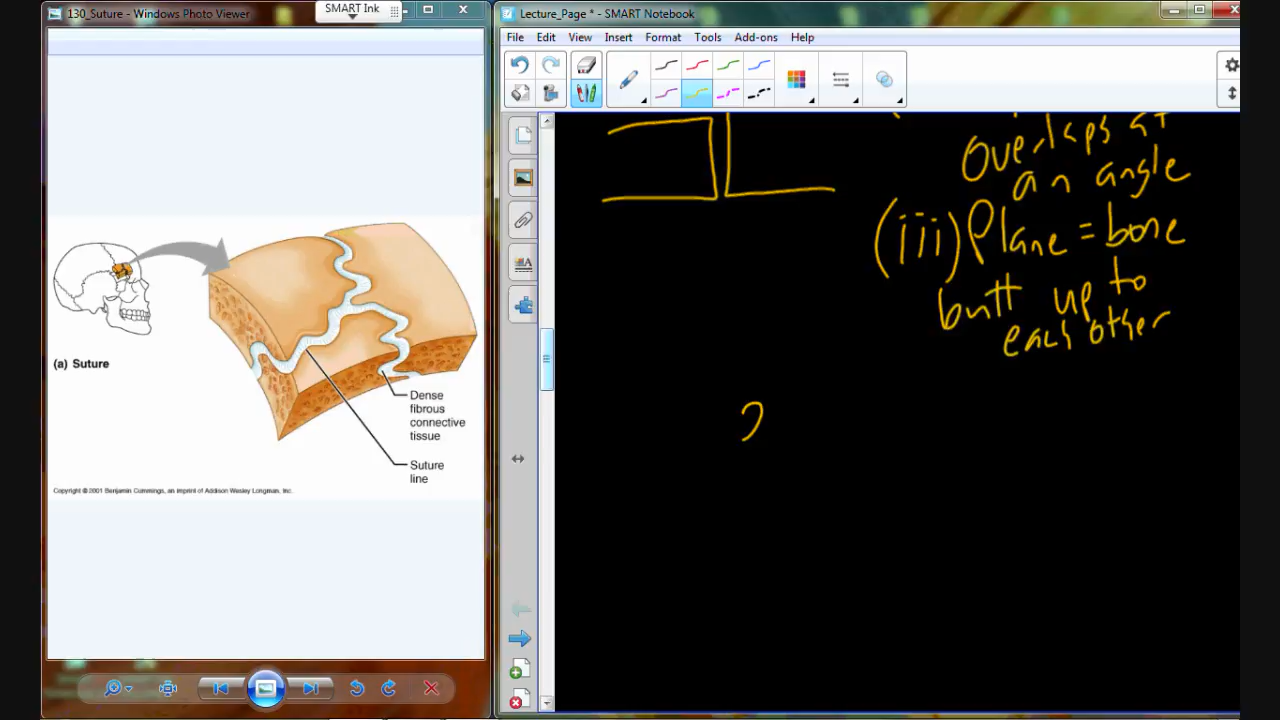 130_Suture - Windows Photo Viewer
SMART Ink
(a) Suture
Dense
fibrous
connective
tissue
Suture
line
Copyright © 2001 Benjamin Cummings, an imprint of Addison Wesley Longman, Inc.
Lecture_Page * - SMART Notebook
File Edit View Insert Format Tools Add-ons Help
overlaps at
an angle
(iii) Plane = bone
butt up to
each other